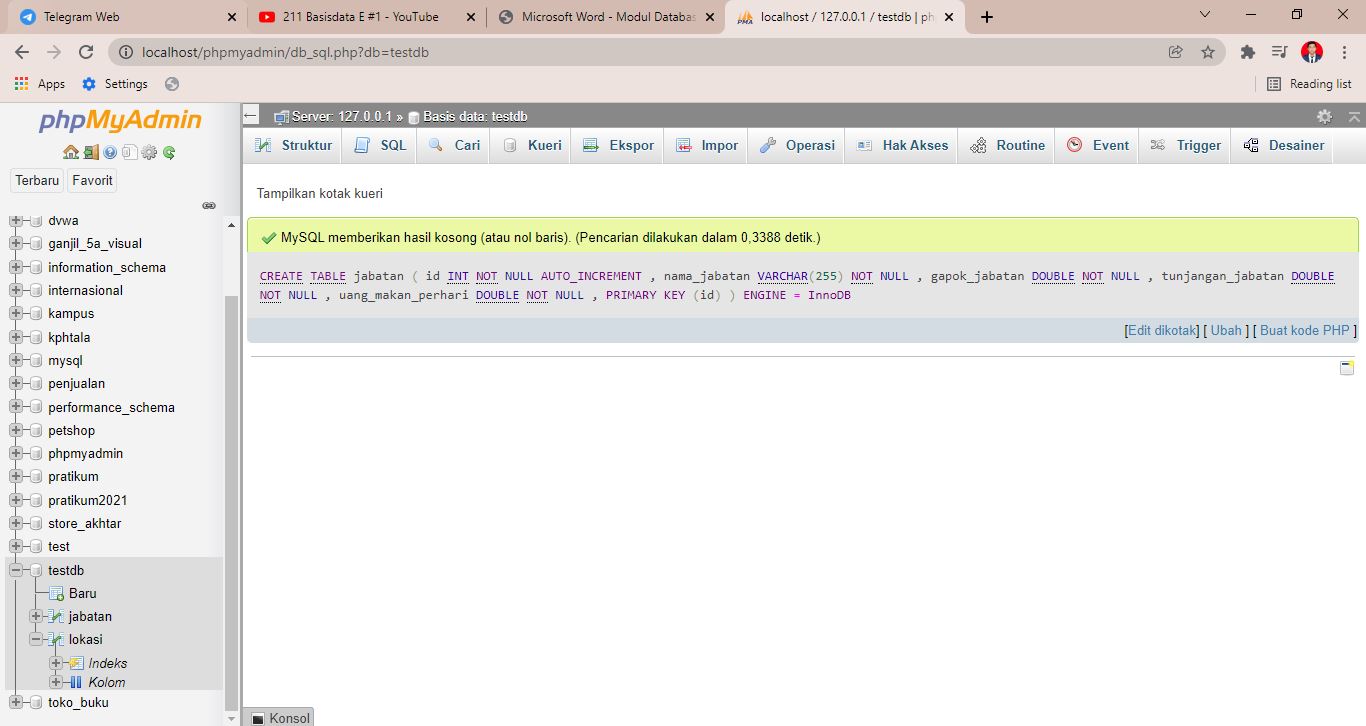 Telegram Web
211 Basisdata E #1 - YouTube
Microsoft Word - Modul Databas
localhost / 127.0.0.1 / testdb | ph
localhost/phpmyadmin/db_sql.php?db=testdb
Apps
Settings
Reading list
phpMyAdmin
Terbaru
Favorit
dvwa
ganjil_5a_visual
information_schema
internasional
kampus
kphtala
mysql
penjualan
performance_schema
petshop
phpmyadmin
pratikum
pratikum2021
store_akhtar
test
testdb
Baru
jabatan
lokasi
Indeks
Kolom
toko_buku
Server: 127.0.0.1 » Basis data: testdb
Struktur
SQL
Cari
Kueri
Ekspor
Impor
Operasi
Hak Akses
Routine
Event
Trigger
Desainer
Tampilkan kotak kueri
MySQL memberikan hasil kosong (atau nol baris). (Pencarian dilakukan dalam 0,3388 detik.)
CREATE TABLE jabatan ( id INT NOT NULL AUTO_INCREMENT , nama_jabatan VARCHAR(255) NOT NULL , gapok_jabatan DOUBLE NOT NULL , tunjangan_jabatan DOUBLE
NOT NULL , uang_makan_perhari DOUBLE NOT NULL , PRIMARY KEY (id) ) ENGINE = InnoDB
[Edit dikotak] [ Ubah ] [ Buat kode PHP ]
Konsol